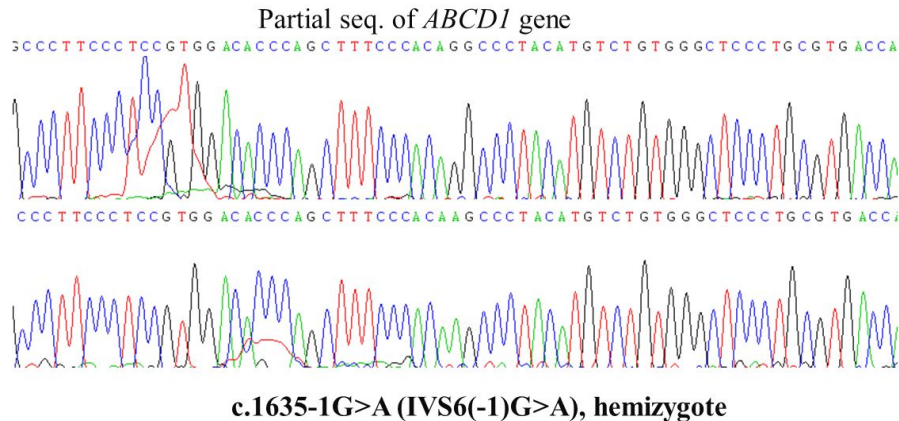 Partial seq. of ABCD1 gene
GCCCTTCCCTCCGTGGACACCCAGCTTTCCCACAGGCCCTACATGTCTGTGGGCTCCCTGCGTGACCA
CCCTTCCCTCCGTGGACACCCAGCTTTCCCACAAGCCCTACATGTCTGTGGGCTCCCTGCGTGACCA
c.1635-1G>A (IVS6(-1)G>A), hemizygote